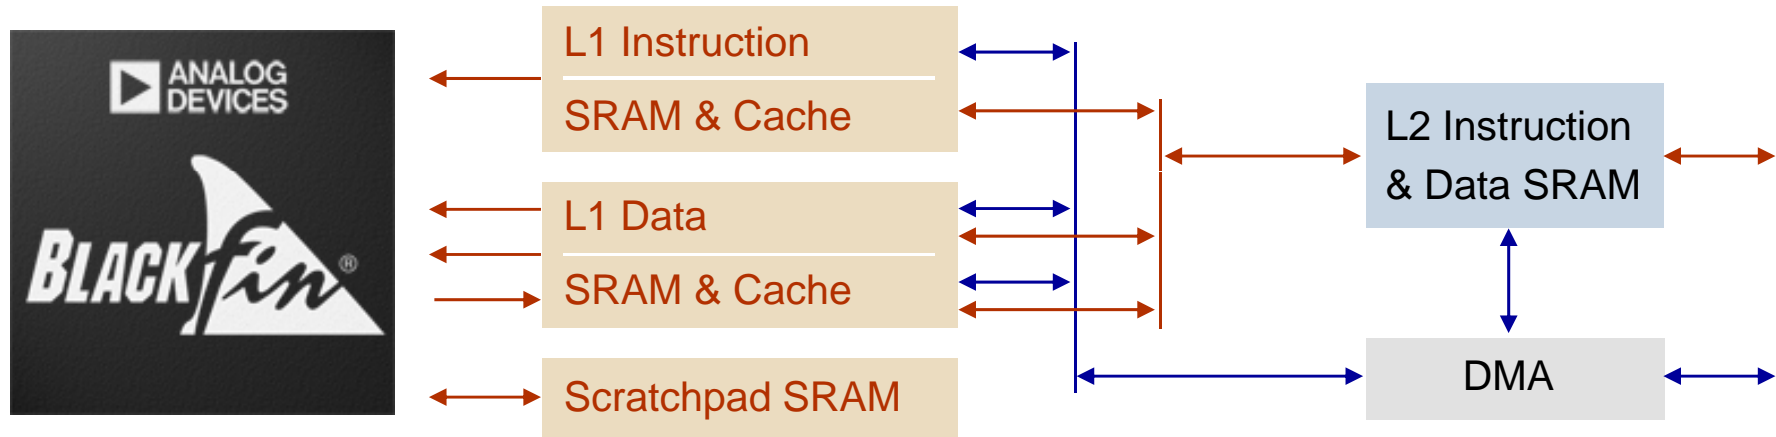 ANALOG
DEVICES
BLACKfin®
L1 Instruction
SRAM & Cache
L1 Data
SRAM & Cache
Scratchpad SRAM
L2 Instruction
& Data SRAM
DMA